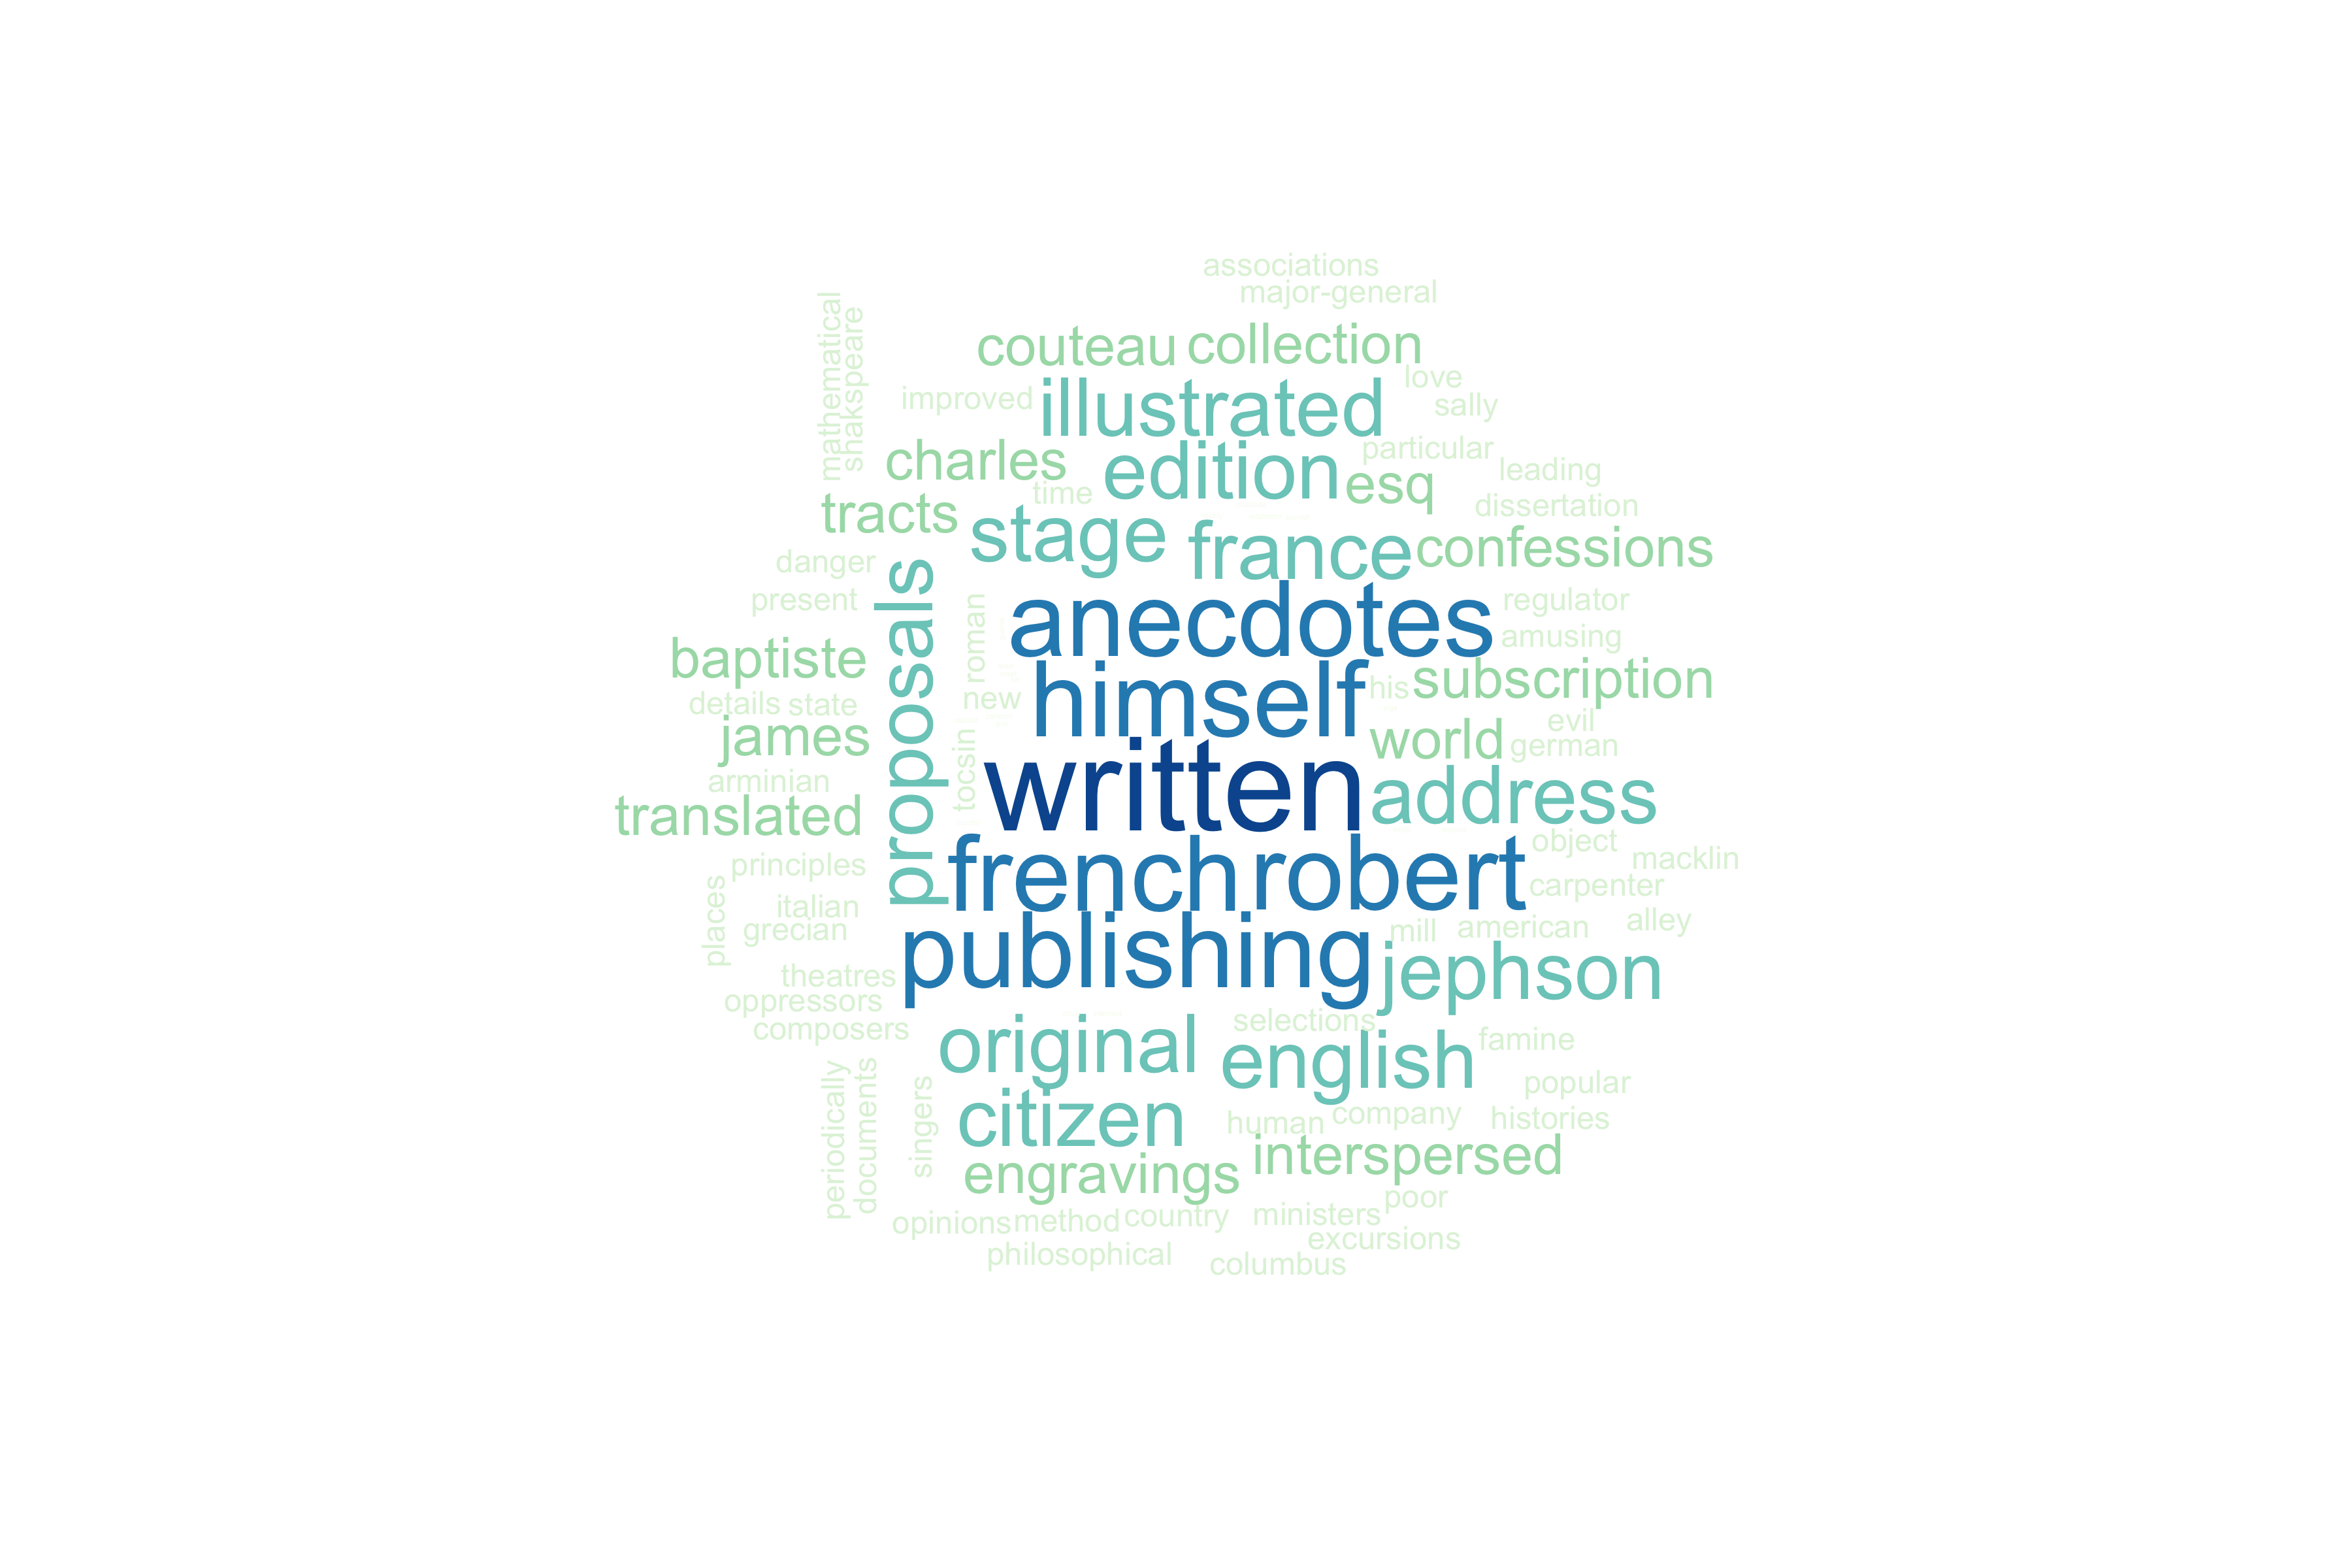 associations
major-general
mathematical
shakspeare
couteau collection
love
improved illustrated sally
charles edition particular
esq leading
time dissertation
tracts stage france confessions
danger
proposals
present anecdotes regulator
roman amusing
baptiste himself his subscription
details state new evil
james written world german
tocsin
arminian address
translated
principles frenchrobert object macklin
carpenter
places
italian
grecian publishing mill american alley
theatres jephson
oppressors
composers original selections famine
english popular
periodically
documents
singers
citizen human company histories
engravings interspersed
poor
opinions method country ministers
philosophical excursions
columbus